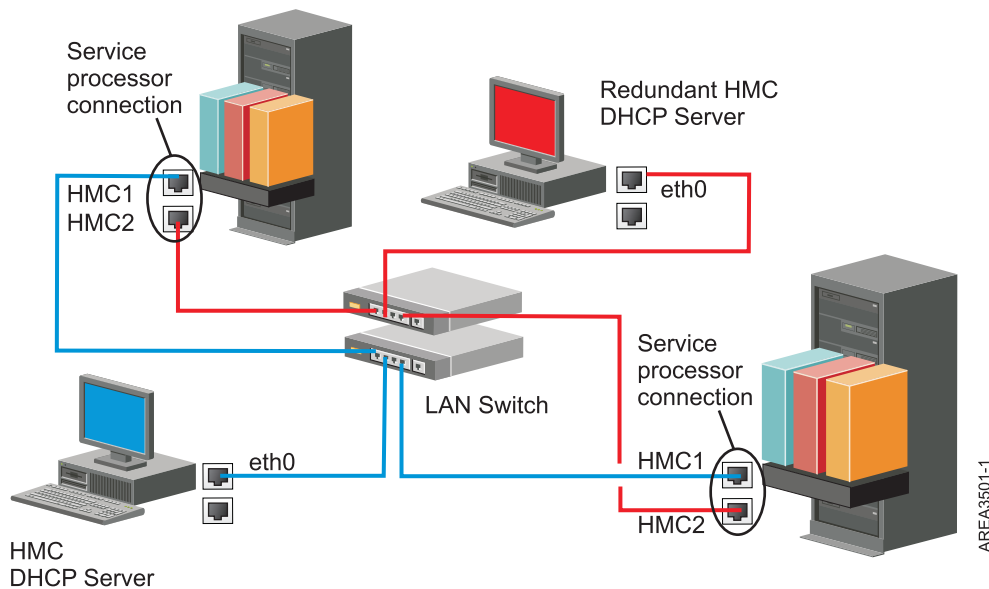 Service
processor
connection
HMC1
HMC2
Redundant HMC
DHCP Server
eth0
LAN Switch
Service
processor
connection
HMC1
HMC2
eth0
HMC
DHCP Server
AREA3501-1